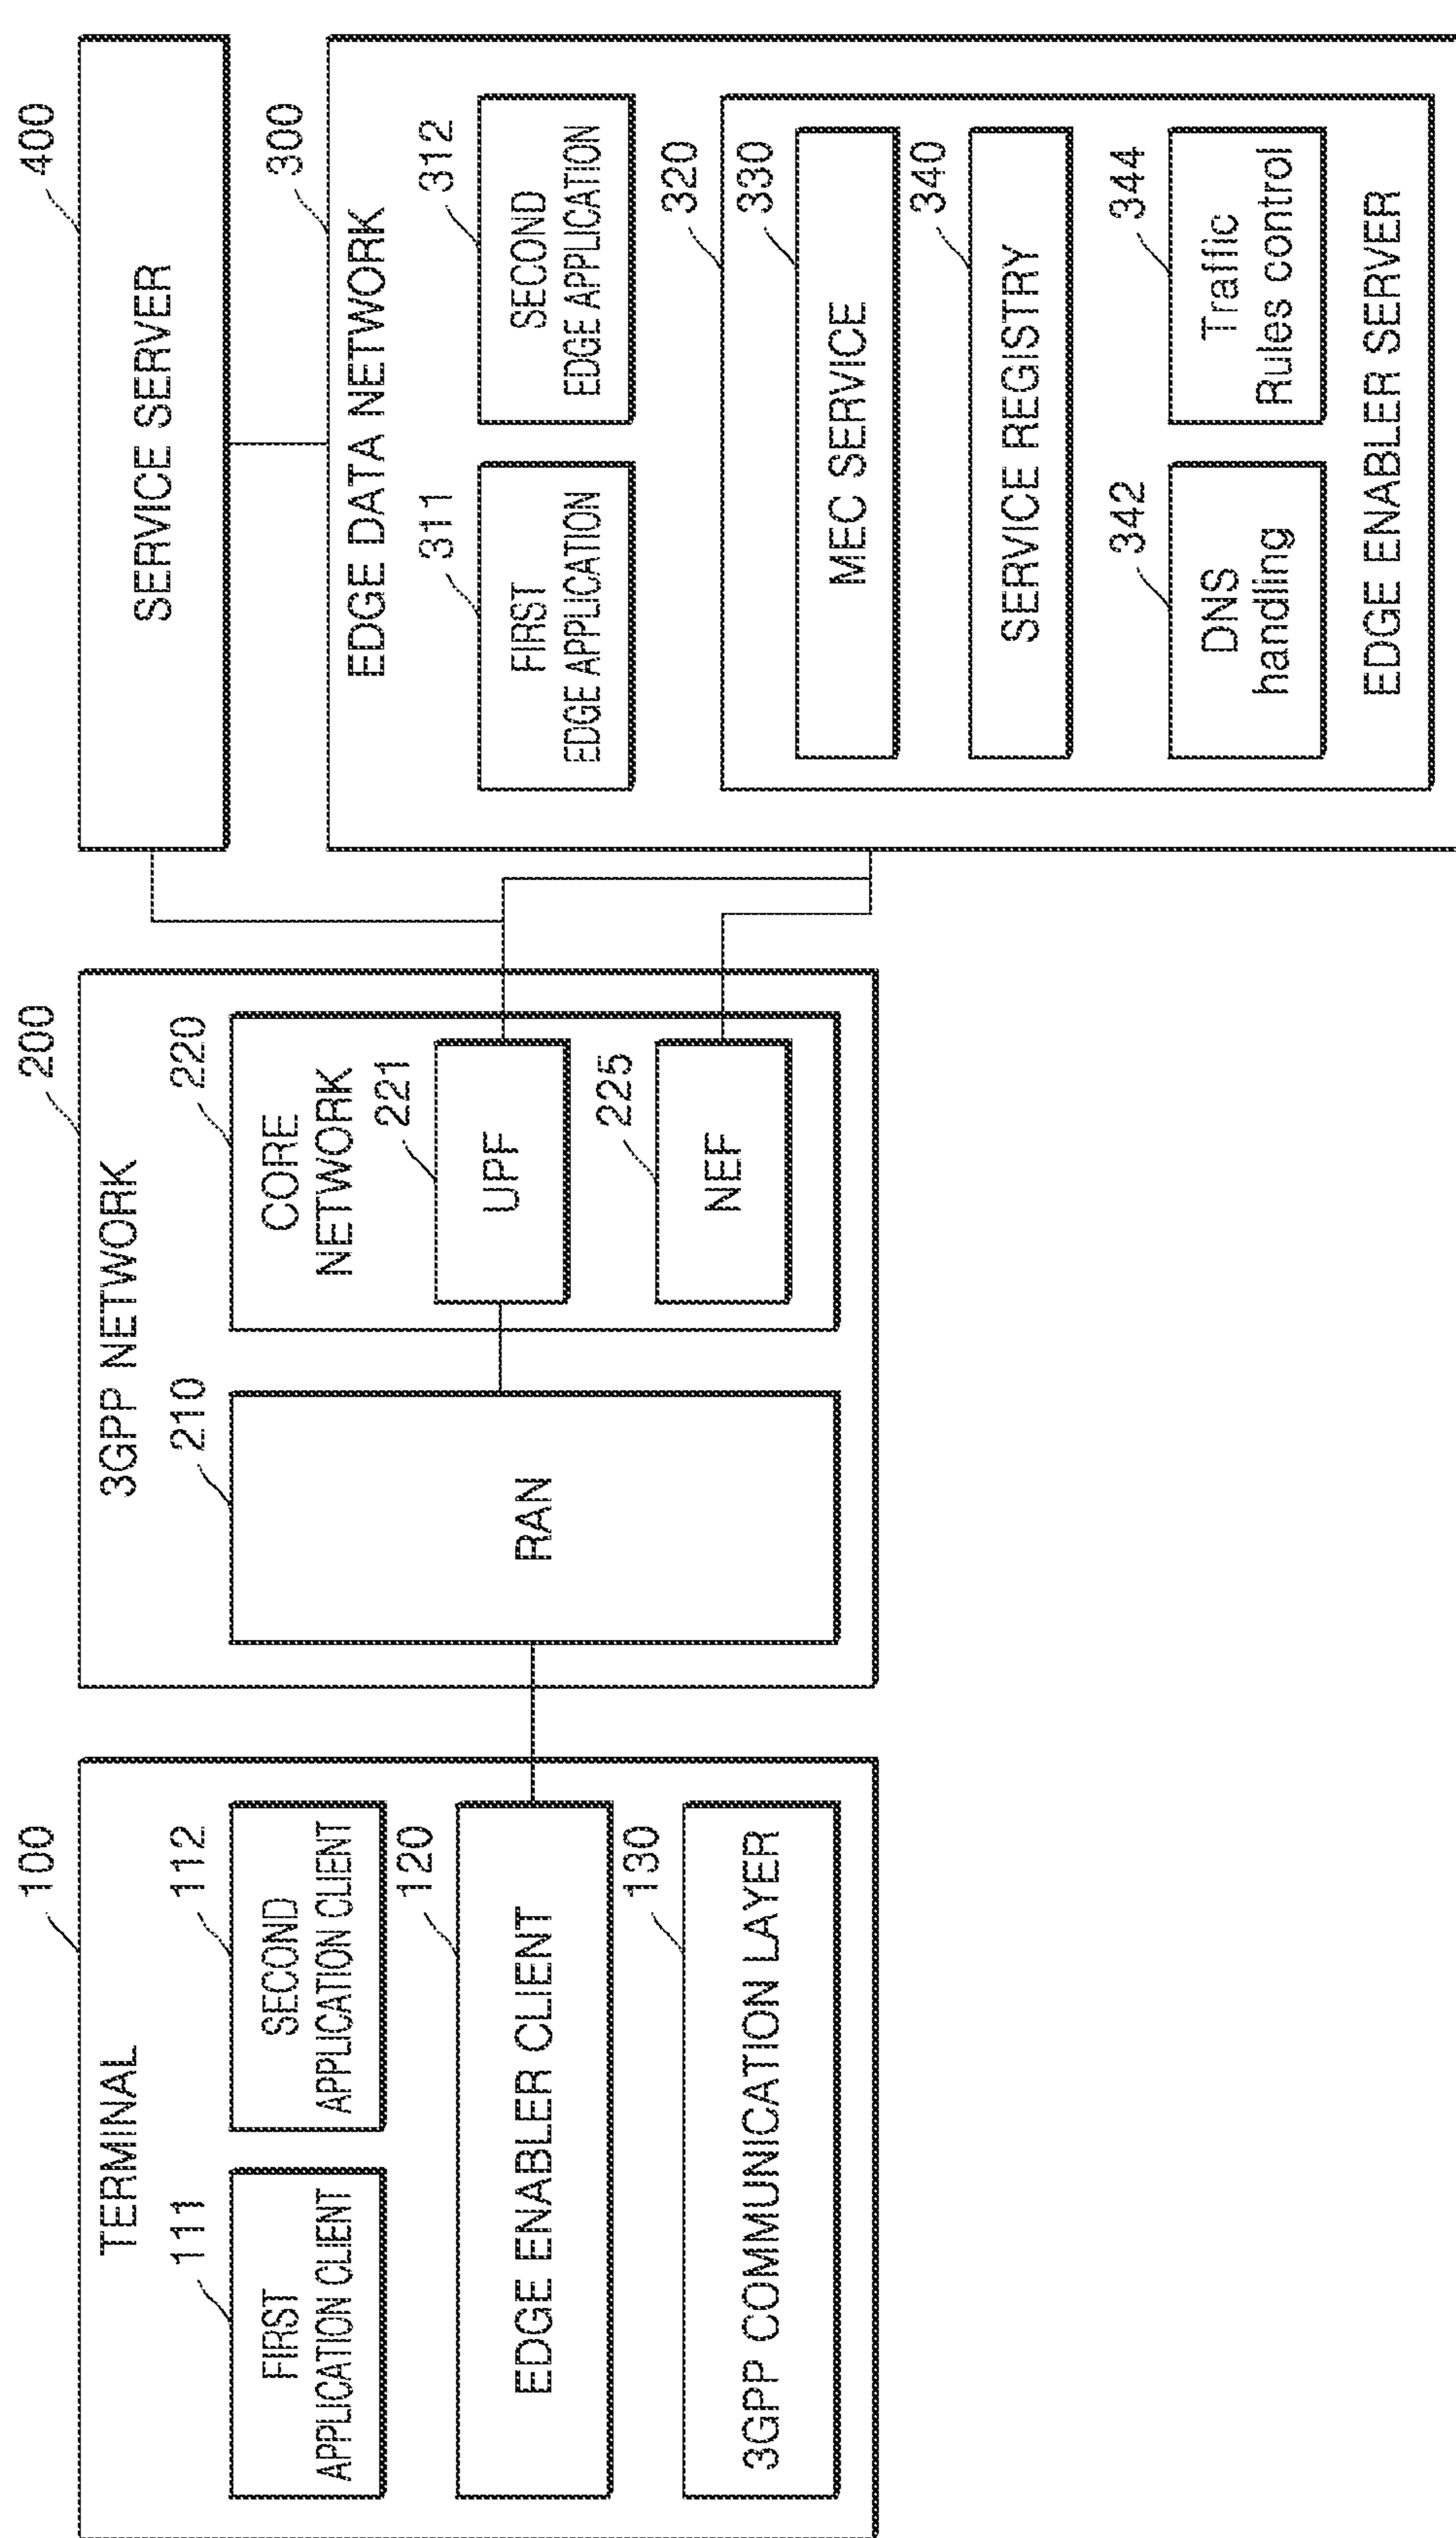 100
TERMINAL
111
FIRST
APPLICATION CLIENT
112
SECOND
APPLICATION CLIENT
120
EDGE ENABLER CLIENT
130
3GPP COMMUNICATION LAYER
200
3GPP NETWORK
210
RAN
220
CORE
NETWORK
221
UPF
225
NEF
400
SERVICE SERVER
300
EDGE DATA NETWORK
311
FIRST
EDGE APPLICATION
312
SECOND
EDGE APPLICATION
320
330
MEC SERVICE
340
SERVICE REGISTRY
342
DNS
handling
344
Traffic
Rules control
EDGE ENABLER SERVER